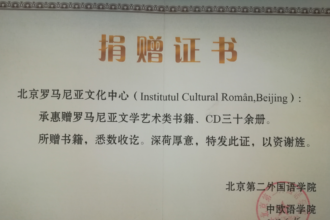 捐赠证书
北京罗马尼亚文化中心（Institutul Cultural Român,Beijing）:
承惠赠罗马尼亚文学艺术类书籍、CD三十余册。
所赠书籍，悉数收讫。深荷厚意，特发此证，以资谢旌。
北京第二外国语学院
中欧语学院